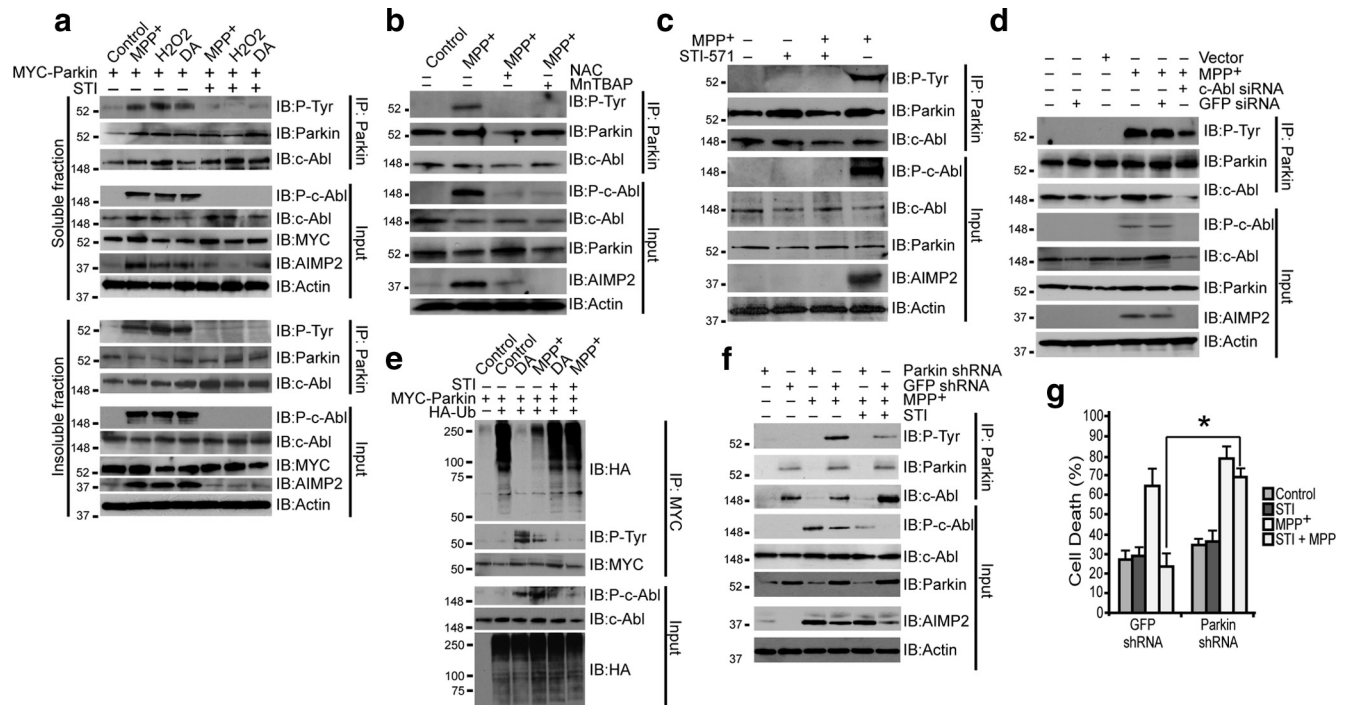 a
Control MPP+ H2O2 DA MPP+ H2O2 DA
MYC-Parkin + + + + + + +
STI – – – – + + +
Soluble fraction
52 IB:P-Tyr
52 IB:Parkin
148 IB:c-Abl
IP: Parkin
148 IB:P-c-Abl
148 IB:c-Abl
52 IB:MYC
37 IB:AIMP2
37 IB:Actin
Input
Insoluble fraction
52 IB:P-Tyr
52 IB:Parkin
148 IB:c-Abl
IP: Parkin
148 IB:P-c-Abl
148 IB:c-Abl
52 IB:MYC
37 IB:AIMP2
37 IB:Actin
Input
b
Control MPP+ MPP+ MPP+
– – + – NAC
– – – + MnTBAP
52 IB:P-Tyr
52 IB:Parkin
148 IB:c-Abl
IP: Parkin
148 IB:P-c-Abl
148 IB:c-Abl
52 IB:Parkin
37 IB:AIMP2
37 IB:Actin
Input
c
MPP+ – – + +
STI-571 – + + –
52 IB:P-Tyr
52 IB:Parkin
148 IB:c-Abl
IP: Parkin
148 IB:P-c-Abl
148 IB:c-Abl
52 IB:Parkin
37 IB:AIMP2
37 IB:Actin
Input
d
– – + – – – Vector
– – – + + + MPP+
– – – – – + c-Abl siRNA
– + – – + – GFP siRNA
52 IB:P-Tyr
52 IB:Parkin
148 IB:c-Abl
IP: Parkin
148 IB:P-c-Abl
148 IB:c-Abl
52 IB:Parkin
37 IB:AIMP2
37 IB:Actin
Input
e
Control Control DA MPP+ DA MPP+
STI – – – – + +
MYC-Parkin – + + + + +
HA-Ub – + + + + +
250
100
75
50
IB:HA
50 IB:P-Tyr
50 IB:MYC
IP: MYC
148 IB:P-c-Abl
148 IB:c-Abl
250
100
75
IB:HA
Input
f
+ – + – + – Parkin shRNA
– + – + – + GFP shRNA
– – + + + + MPP+
– – – – + + STI
52 IB:P-Tyr
52 IB:Parkin
148 IB:c-Abl
IP: Parkin
148 IB:P-c-Abl
148 IB:c-Abl
52 IB:Parkin
37 IB:AIMP2
37 IB:Actin
Input
g
Cell Death (%)
100
90
80
70
60
50
40
30
20
10
0
*
GFP shRNA
Parkin shRNA
Control
STI
MPP+
STI + MPP